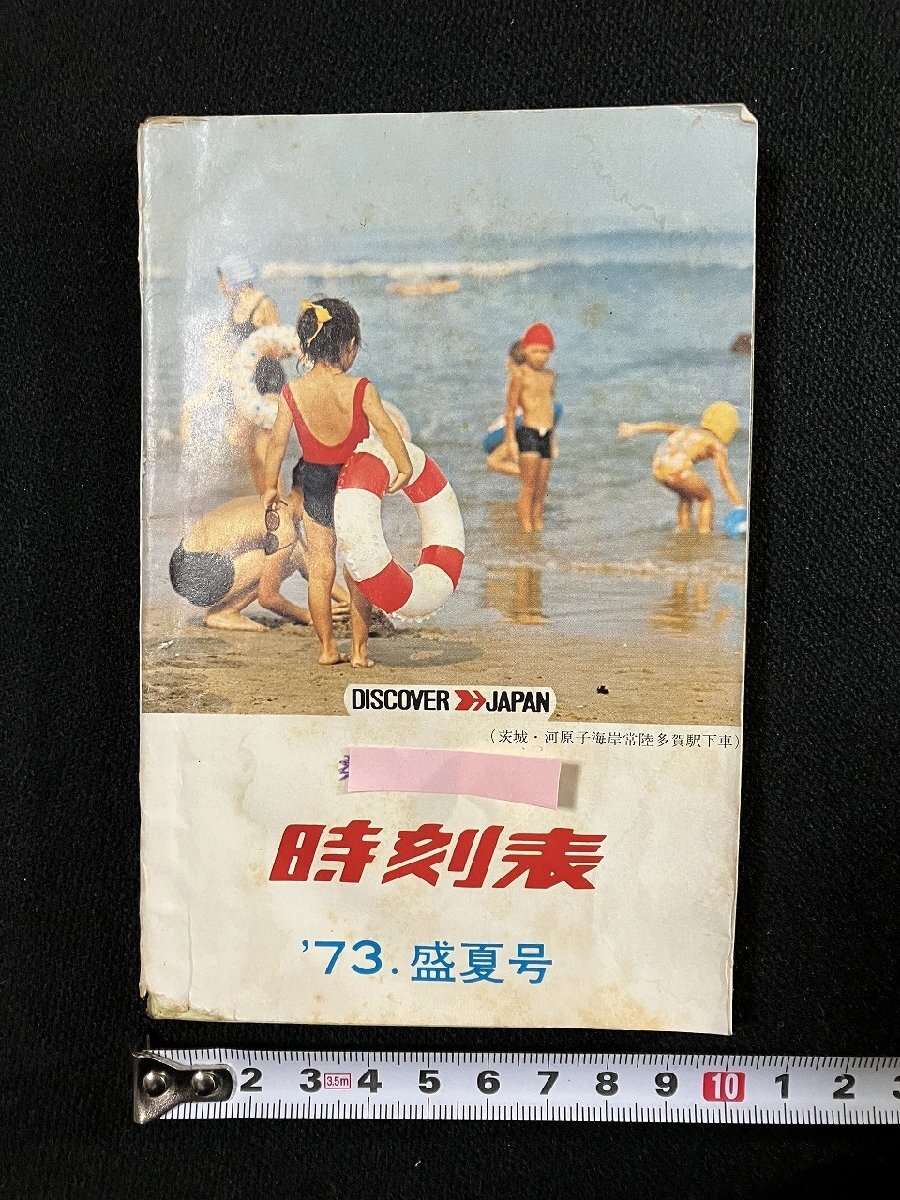 DISCOVER JAPAN
(茨城・河原子海岸常陸多賀駅下車)
時刻表
'73.盛夏号
2 3 3.5m 4 5 6 7 8 9 10 1 2 3